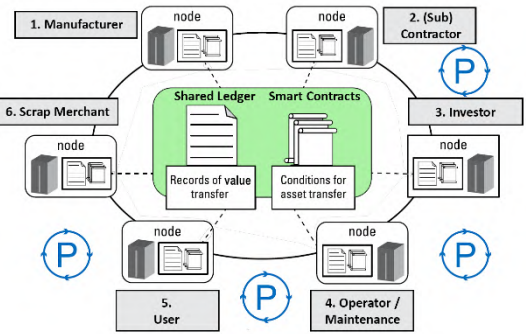 1. Manufacturer
node
node
2. (Sub)
Contractor
P
Shared Ledger
Smart Contracts
6. Scrap Merchant
3. Investor
node
node
Records of value
transfer
Conditions for
asset transfer
node
node
P
P
P
5.
User
4. Operator /
Maintenance